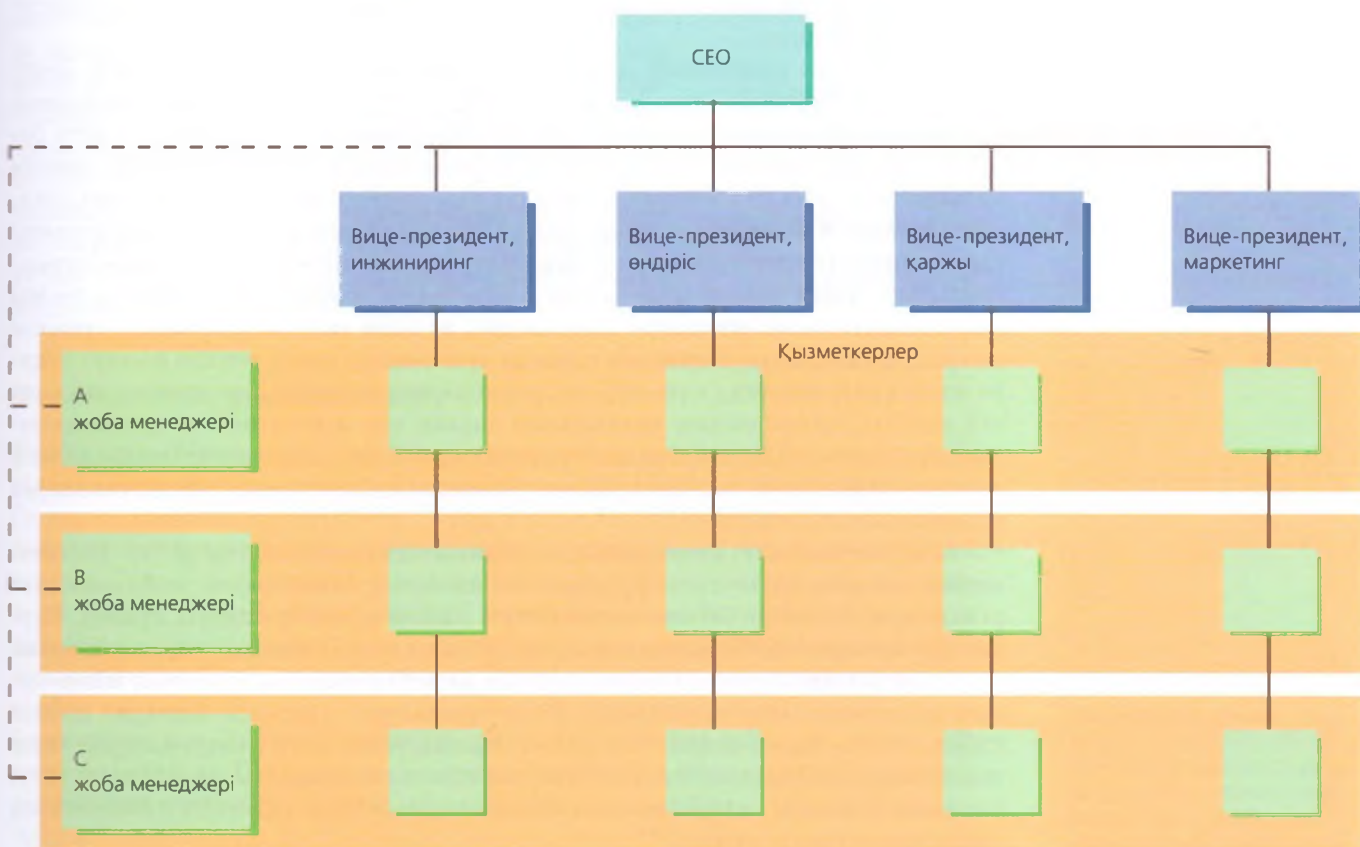 CEO
Вице-президент,
инжиниринг
Вице-президент,
өндіріс
Вице-президент,
қаржы
Вице-президент,
маркетинг
Қызметкерлер
A
жоба менеджері
B
жоба менеджері
C
жоба менеджері